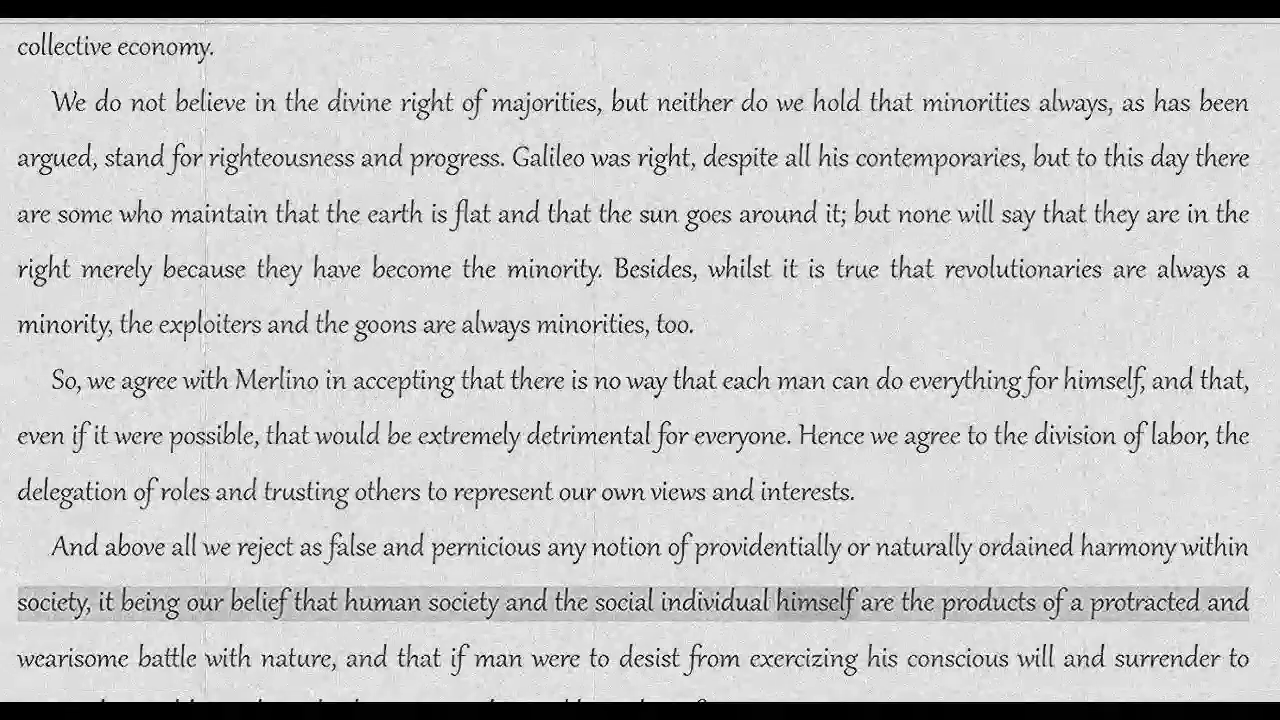 collective economy.
We do not believe in the divine right of majorities, but neither do we hold that minorities always, as has been
argued, stand for righteousness and progress. Galileo was right, despite all his contemporaries, but to this day there
are some who maintain that the earth is flat and that the sun goes around it; but none will say that they are in the
right merely because they have become the minority. Besides, whilst it is true that revolutionaries are always a
minority, the exploiters and the goons are always minorities, too.
So, we agree with Merlino in accepting that there is no way that each man can do everything for himself, and that,
even if it were possible, that would be extremely detrimental for everyone. Hence we agree to the division of labor, the
delegation of roles and trusting others to represent our own views and interests.
And above all we reject as false and pernicious any notion of providentially or naturally ordained harmony within
society, it being our belief that human society and the social individual himself are the products of a protracted and
wearisome battle with nature, and that if man were to desist from exercizing his conscious will and surrender to